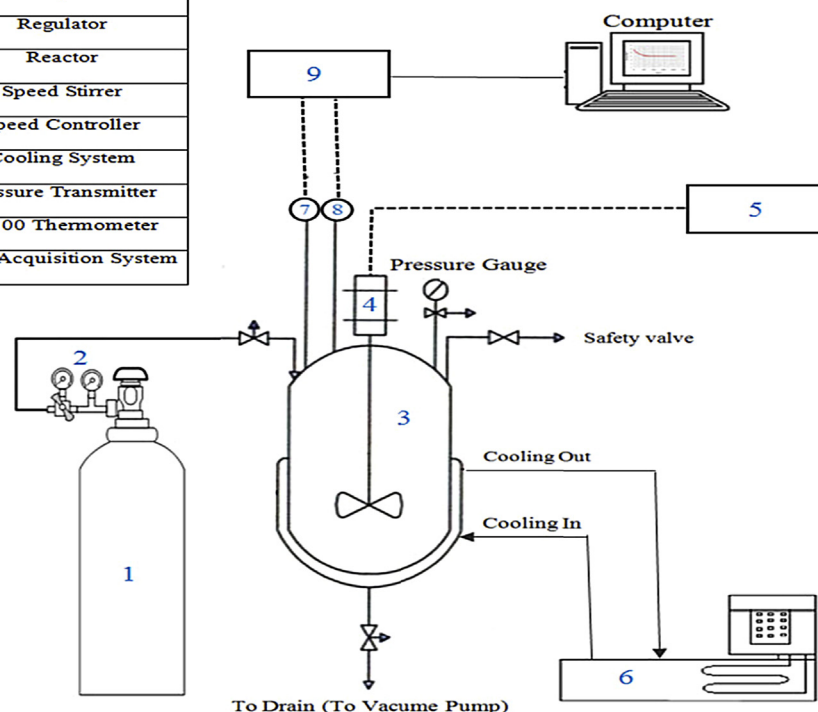 Regulator
Reactor
Speed Stirrer
peed Controller
Cooling System
ssure Transmitter
00 Thermometer
Acquisition System
Computer
9
7
8
5
Pressure Gauge
4
2
Safety valve
3
Cooling Out
Cooling In
1
6
To Drain (To Vacume Pump)